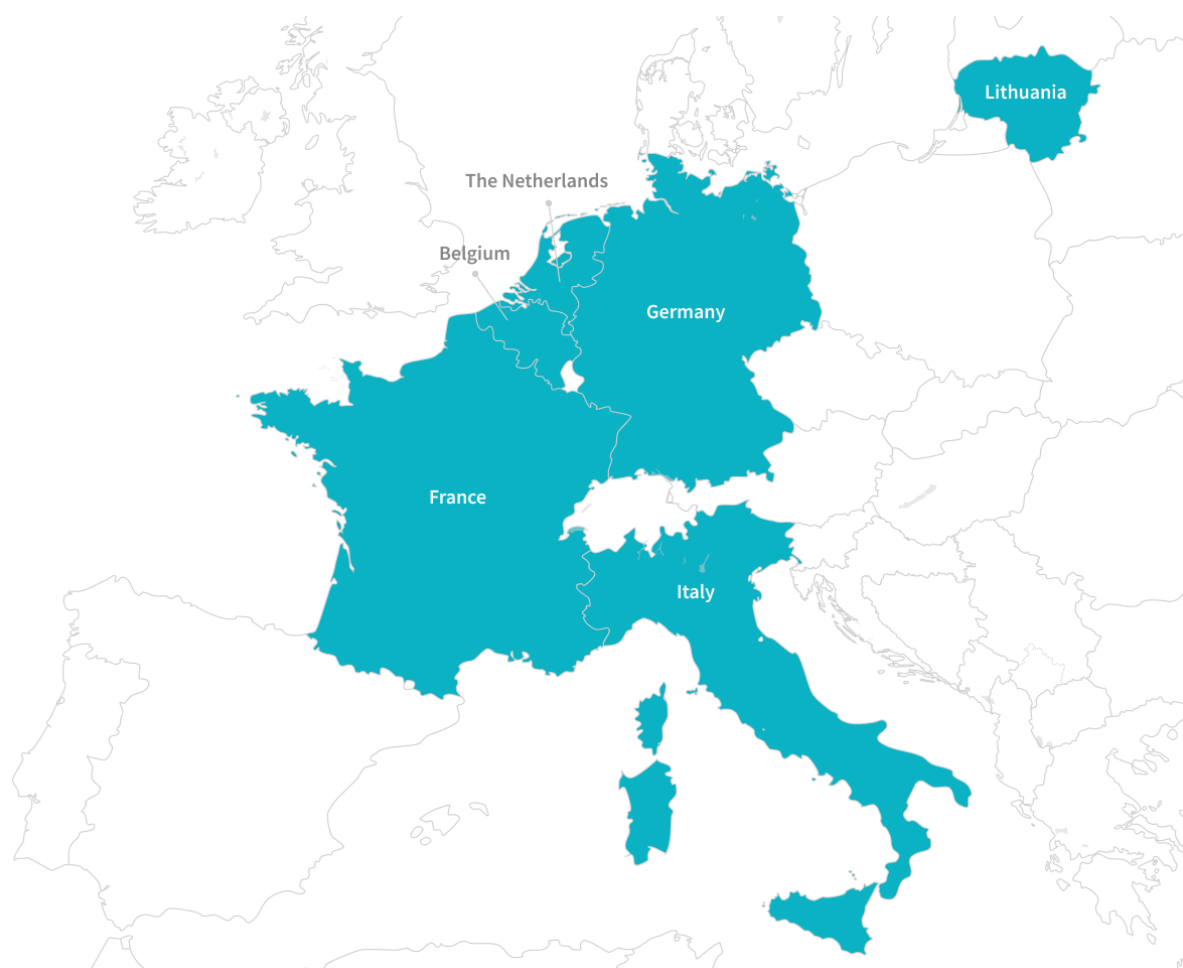 Lithuania
The Netherlands
Belgium
Germany
France
Italy